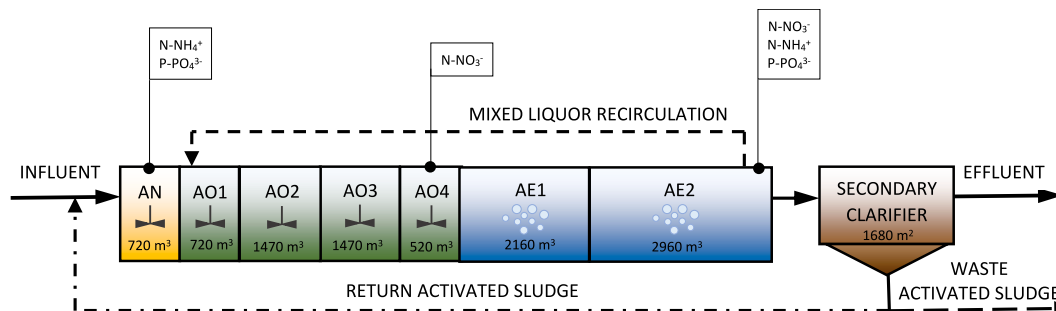 N-NH₄⁺
P-PO₄³⁻
N-NO₃⁻
N-NO₃⁻
N-NH₄⁺
P-PO₄³⁻
MIXED LIQUOR RECIRCULATION
INFLUENT
EFFLUENT
AN
AO1
AO2
AO3
AO4
AE1
AE2
SECONDARY
CLARIFIER
1680 m²
720 m³
720 m³
1470 m³
1470 m³
520 m³
2160 m³
2960 m³
RETURN ACTIVATED SLUDGE
WASTE
ACTIVATED SLUDGE